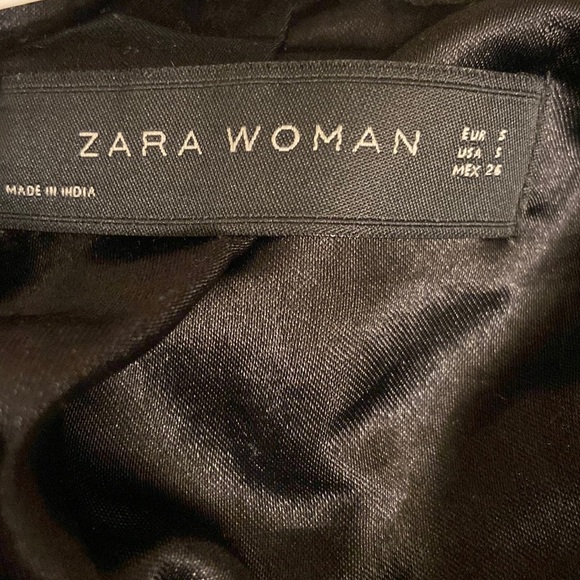 ZARA WOMAN
EUR S
USA S
MEX 26
MADE IN INDIA